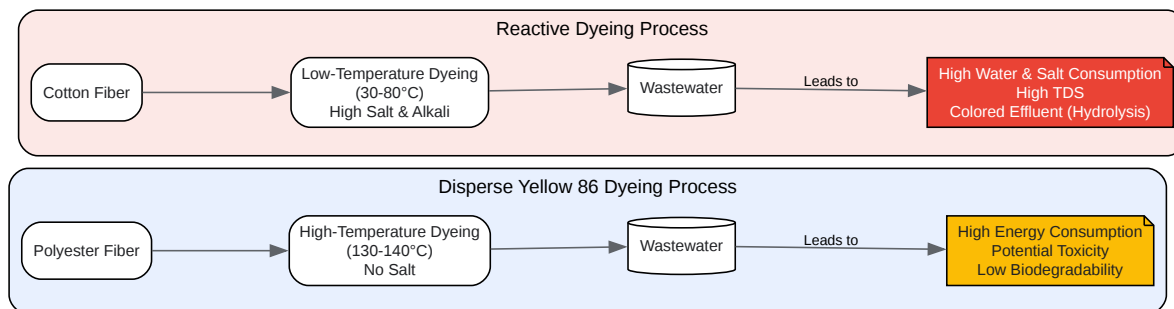 Reactive Dyeing Process
Cotton Fiber
Low-Temperature Dyeing
(30-80°C)
High Salt & Alkali
Wastewater
Leads to
High Water & Salt Consumption
High TDS
Colored Effluent (Hydrolysis)
Disperse Yellow 86 Dyeing Process
Polyester Fiber
High-Temperature Dyeing
(130-140°C)
No Salt
Wastewater
Leads to
High Energy Consumption
Potential Toxicity
Low Biodegradability